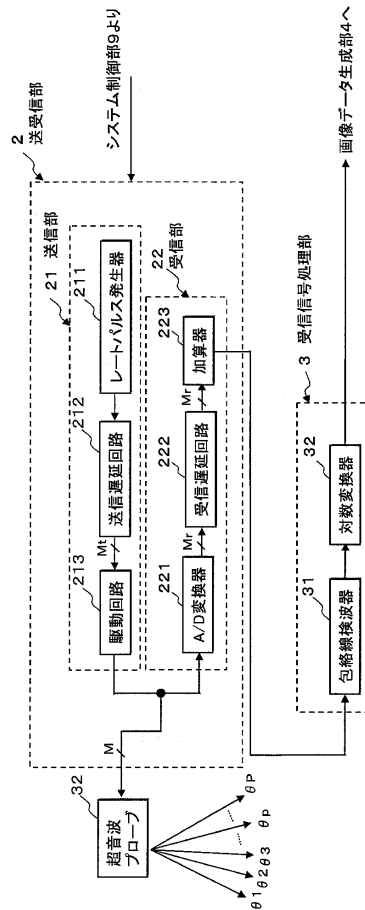 2 送受信部
システム制御部9より
21 送信部
211
レートパルス発生器
212
送信遅延回路
Mt
213
駆動回路
M
32
超音波
プローブ
θ1
θ2
θ3
θp
θP
22
受信部
221
A/D変換器
Mr
222
受信遅延回路
Mr
223
加算器
3 受信信号処理部
31
包絡線検波器
32
対数変換器
画像データ生成部4へ